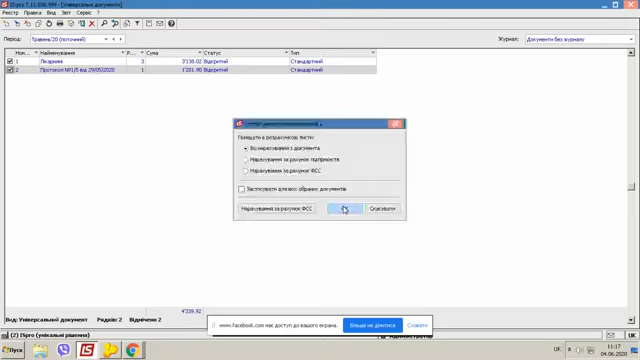 ISpro 7.11.038.999 - [Універсальні документи]
Реєстр Правка Вид Звіт Сервіс ?
Період: Травень'20 (поточний) Журнал: Документи без журналу
Ном... Найменування Р... Сума Статус Тип
1 Лікарняні 3 3'138.02 Відкритий Стандартний
2 Протокол №1/5 від 29/05/2020 1 1'201.90 Відкритий Стандартний
Помістити в розрахункові листи:
Всі нарахування з документа
Нарахування за рахунок підприємств
Нарахування за рахунок ФСС
Застосувати для всіх обраних документів
Нарахування за рахунок ФСС Скасувати
4'339.92
Вид: Універсальний документ Рядків: 2 Відмічено 2
www.facebook.com має доступ до вашого екрана. Більше не ділитися Сховати
(2) ISpro (унікальні рішення) Адміністратор
Пуск UK 11:17
04.06.2020